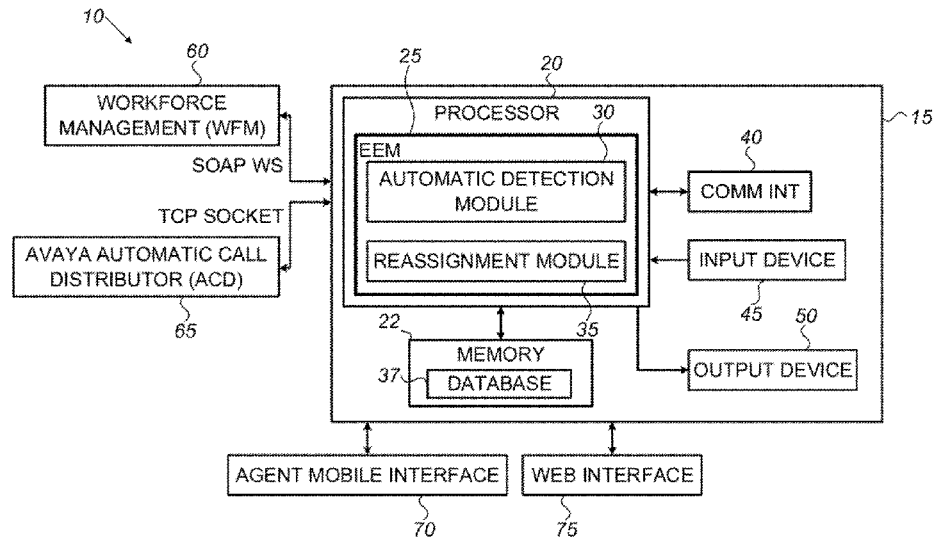 10
60
WORKFORCE
MANAGEMENT (WFM)
SOAP WS
TCP SOCKET
AVAYA AUTOMATIC CALL
DISTRIBUTOR (ACD)
65
25
20
15
PROCESSOR
EEM
30
AUTOMATIC DETECTION
MODULE
REASSIGNMENT MODULE
35
40
COMM INT
INPUT DEVICE
45
50
OUTPUT DEVICE
22
MEMORY
37
DATABASE
AGENT MOBILE INTERFACE
70
WEB INTERFACE
75